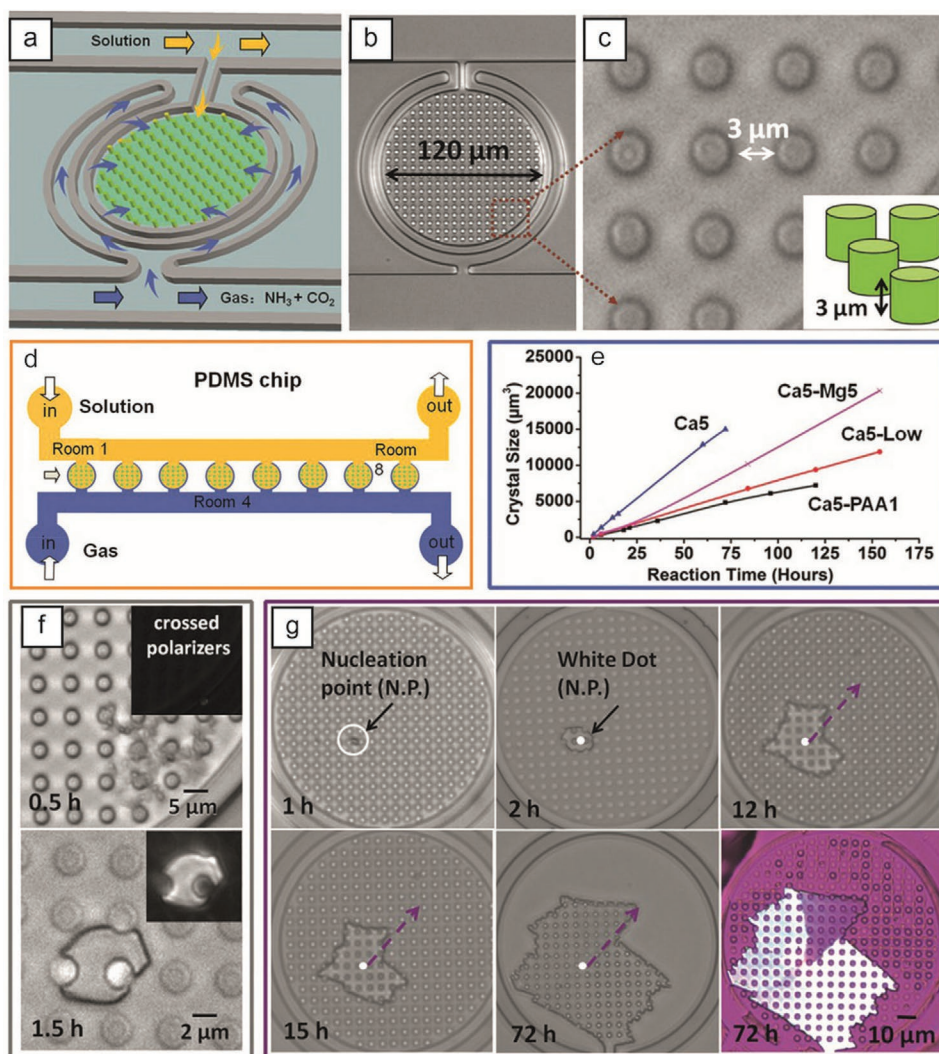 a
Solution
Gas: NH₃ + CO₂
b
120 µm
c
3 µm
3 µm
d
PDMS chip
in
Solution
out
Room 1
Room
8
Room 4
in
Gas
out
e
Crystal Size (µm³)
25000
20000
15000
10000
5000
0
Ca5
Ca5-Mg5
Ca5-Low
Ca5-PAA1
0 25 50 75 100 125 150 175
Reaction Time (Hours)
f
crossed
polarizers
0.5 h
5 µm
1.5 h
2 µm
g
Nucleation
point (N.P.)
1 h
White Dot
(N.P.)
2 h
12 h
15 h
72 h
72 h
10 µm